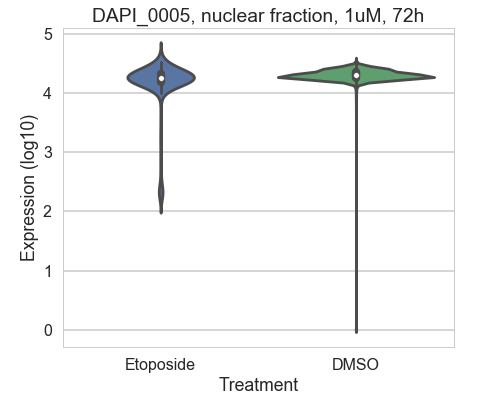 DAPI_0005, nuclear fraction, 1uM, 72h
5
4
3
2
1
0
Expression (log10)
Etoposide DMSO
Treatment